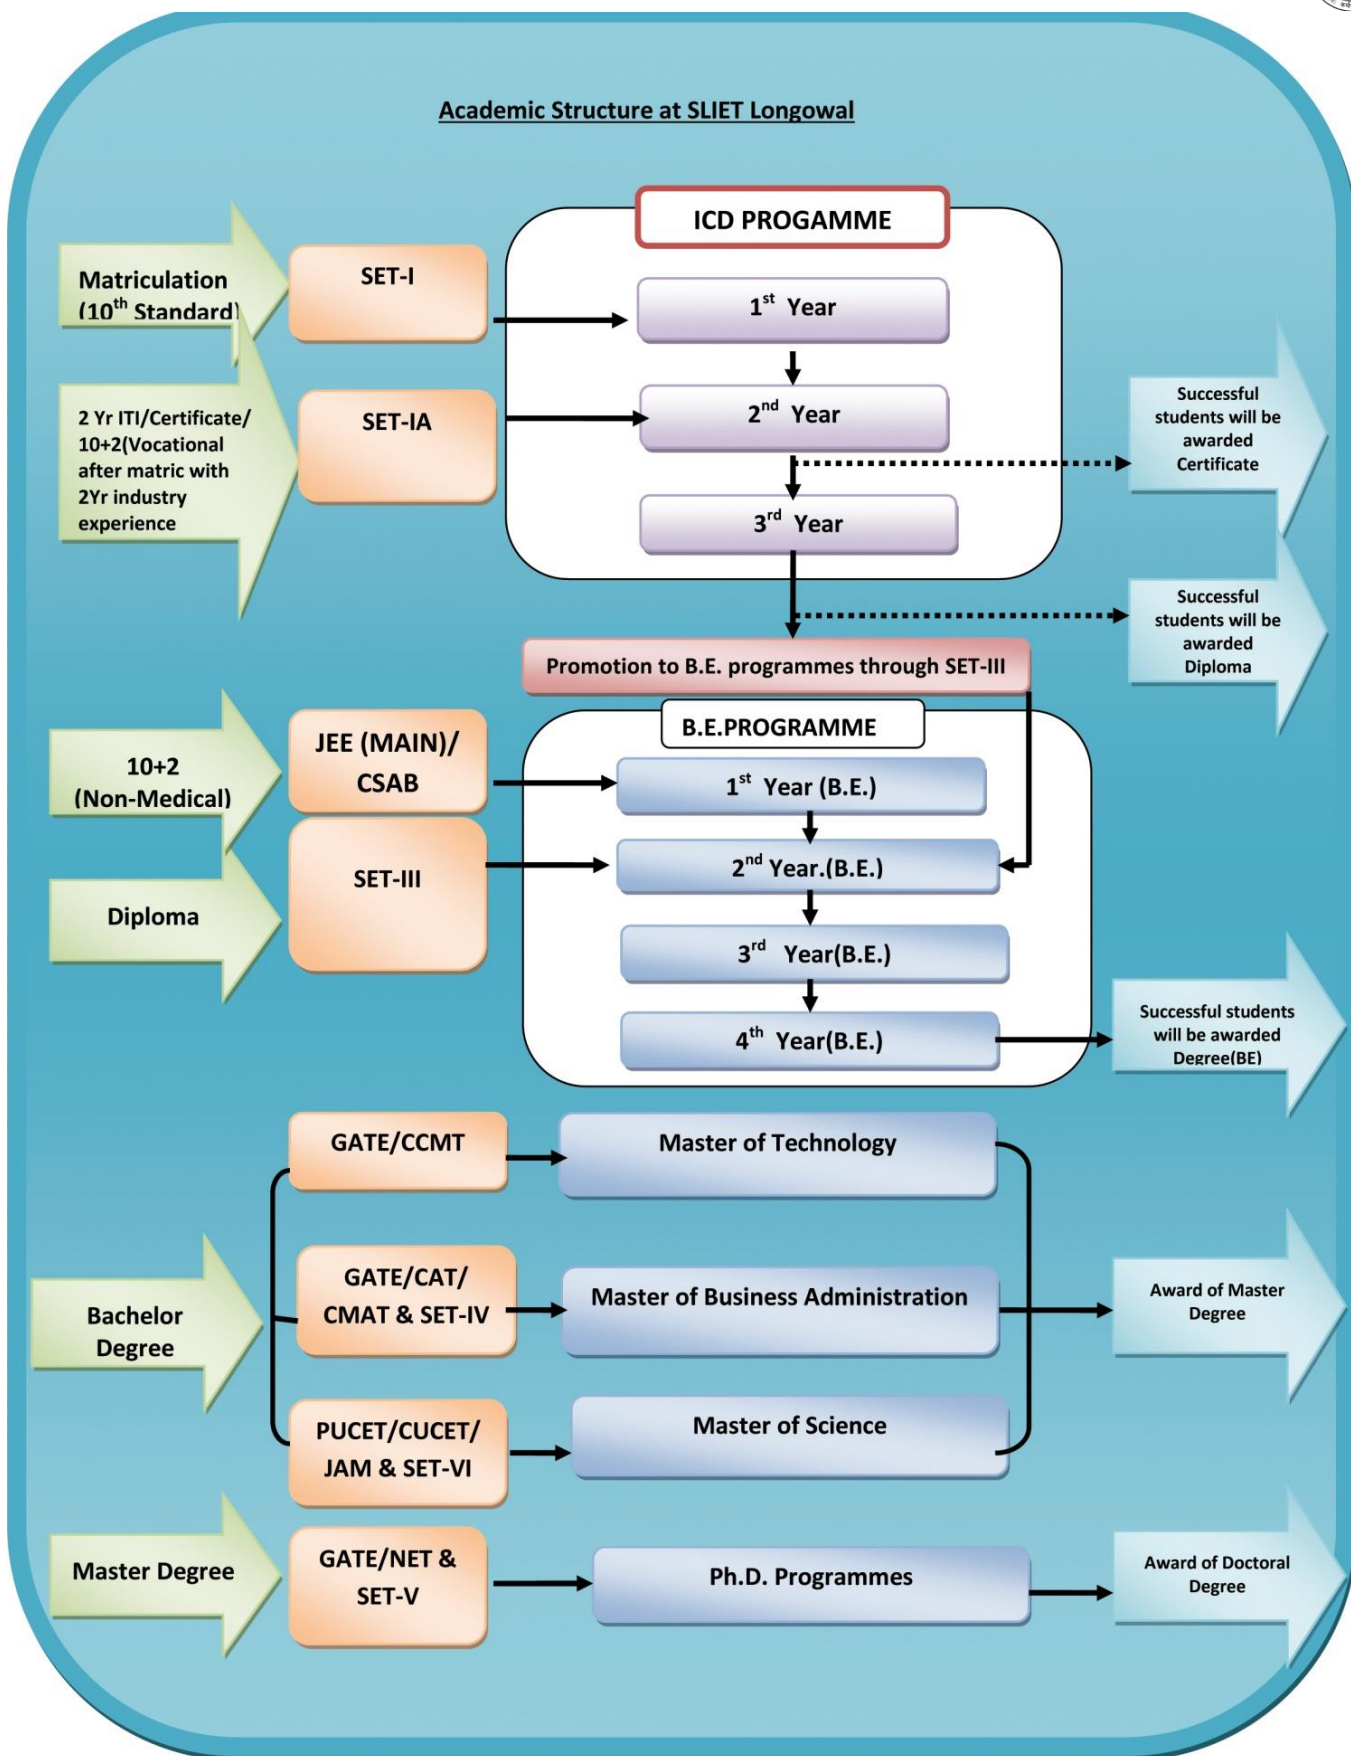 Academic Structure at SLIET Longowal
ICD PROGAMME
Matriculation
(10th Standard)
SET-I
1st Year
2 Yr ITI/Certificate/
10+2(Vocational
after matric with
2Yr industry
experience
SET-IA
2nd Year
Successful
students will be
awarded
Certificate
3rd Year
Successful
students will be
awarded
Diploma
Promotion to B.E. programmes through SET-III
B.E.PROGRAMME
10+2
(Non-Medical)
JEE (MAIN)/
CSAB
1st Year (B.E.)
Diploma
SET-III
2nd Year.(B.E.)
3rd Year(B.E.)
4th Year(B.E.)
Successful students
will be awarded
Degree(BE)
Bachelor
Degree
GATE/CCMT
Master of Technology
GATE/CAT/
CMAT & SET-IV
Master of Business Administration
Award of Master
Degree
PUCET/CUCET/
JAM & SET-VI
Master of Science
Master Degree
GATE/NET &
SET-V
Ph.D. Programmes
Award of Doctoral
Degree